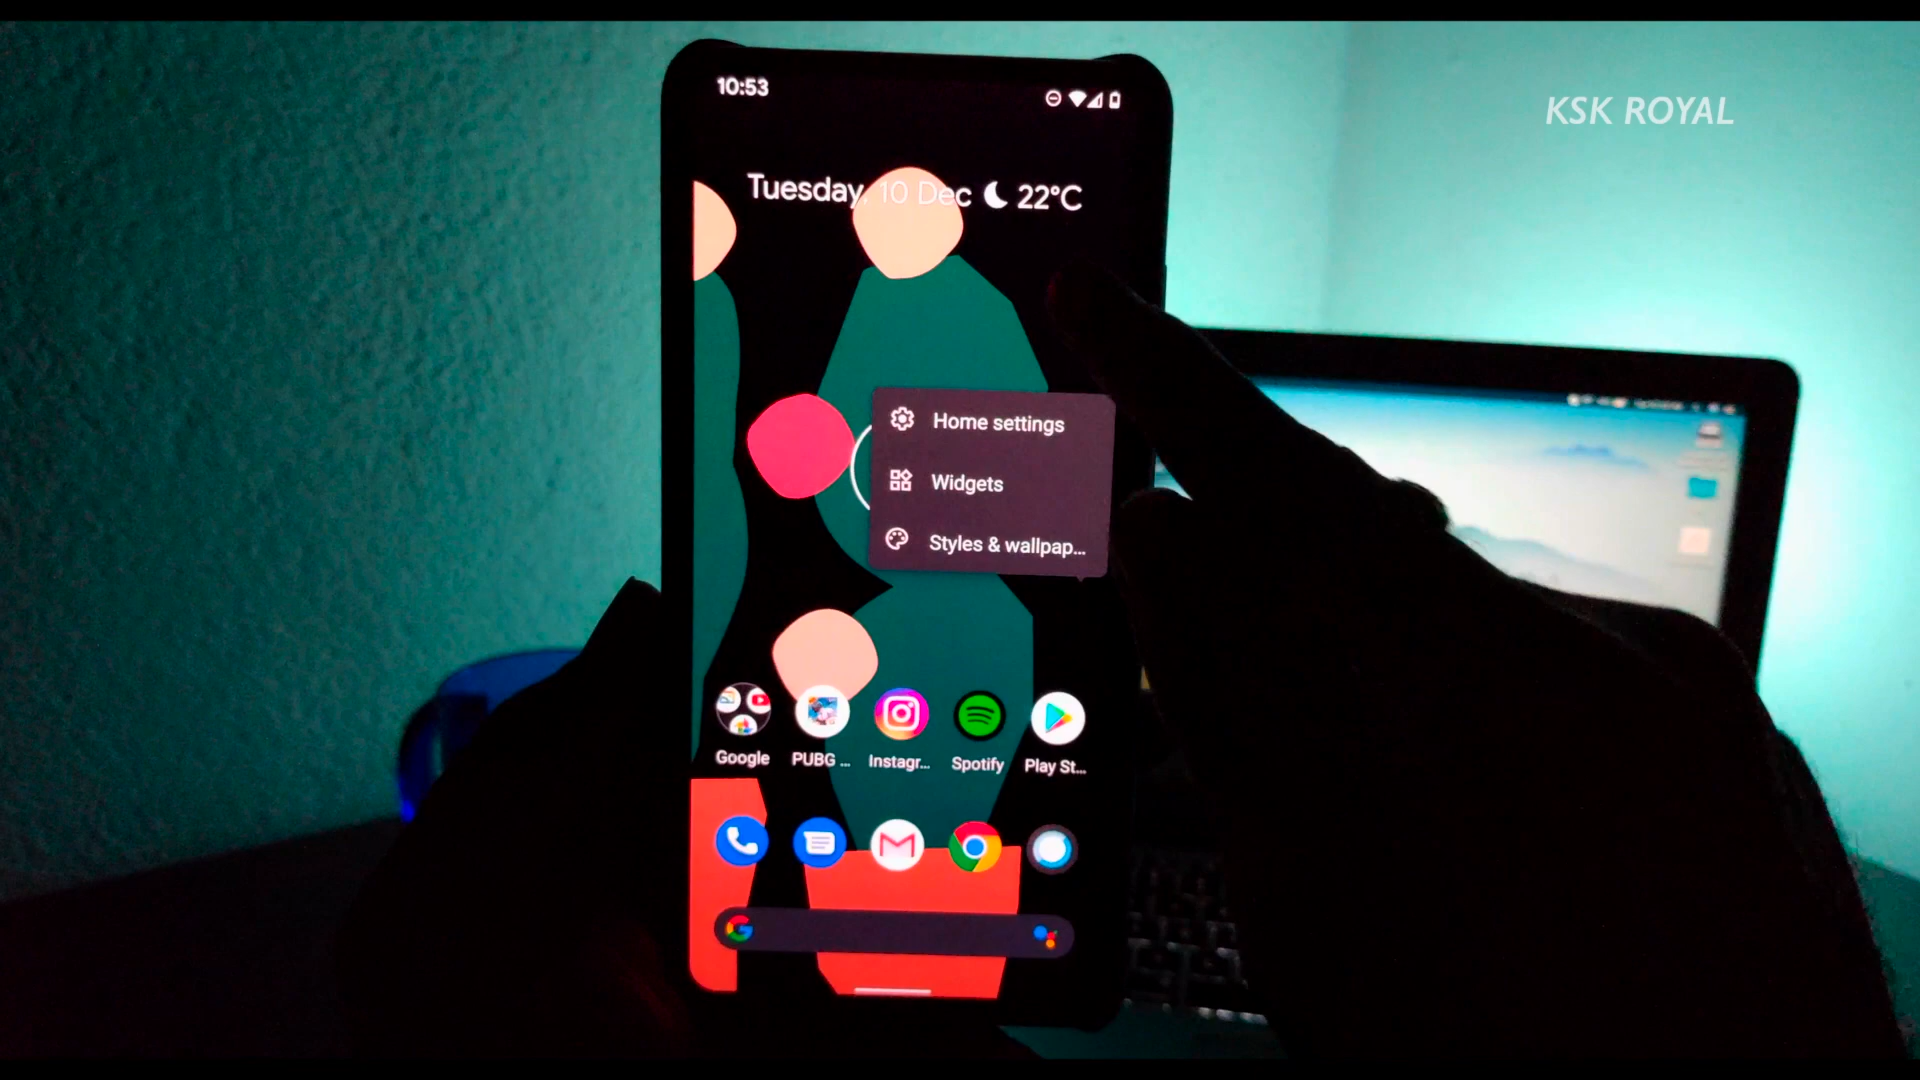 KSK ROYAL
10:53
Tuesday, 10 Dec 22°C
Home settings
Widgets
Styles & wallpap...
Google
PUBG ...
Instagr...
Spotify
Play St...